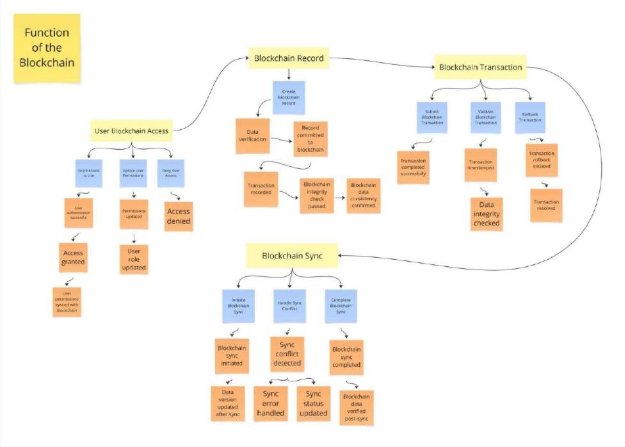 Function
of the
Blockchain
Blockchain Record
Blockchain Transaction
User Blockchain Access
Create
Blockchain
record
Data
verification
Record
committed
to
blockchain
Transaction
recorded
Blockchain
integrity
check
passed
Blockchain
data
consistency
confirmed
Submit
Blockchain
Transaction
Validate
Blockchain
Transaction
Rollback
Transaction
Transaction
completed
successfully
Transaction
timestamped
Data
integrity
checked
Transaction
rollback
initiated
Transaction
resolved
Update User
Permissions
Deny User
Access
User
authentication
successful
Access
granted
User
permissions
synced with
Blockchain
Permissions
updated
User
role
updated
Access
denied
Blockchain Sync
Initiate
Blockchain
Sync
Handle Sync
Conflict
Complete
Blockchain
Sync
Blockchain
sync
initiated
Data
version
updated
after sync
Sync
conflict
detected
Sync
error
handled
Sync
status
updated
Blockchain
sync
completed
Blockchain
data
verified
post-sync